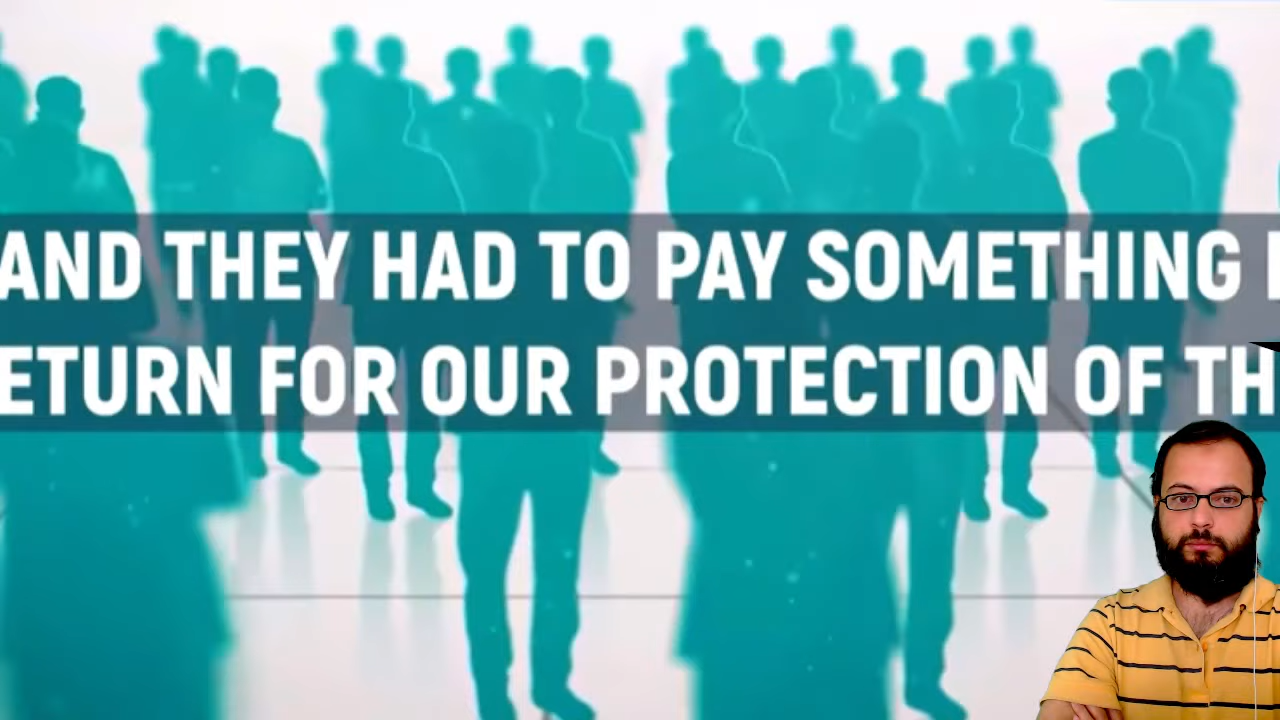 AND THEY HAD TO PAY SOMETHING
ETURN FOR OUR PROTECTION OF TH